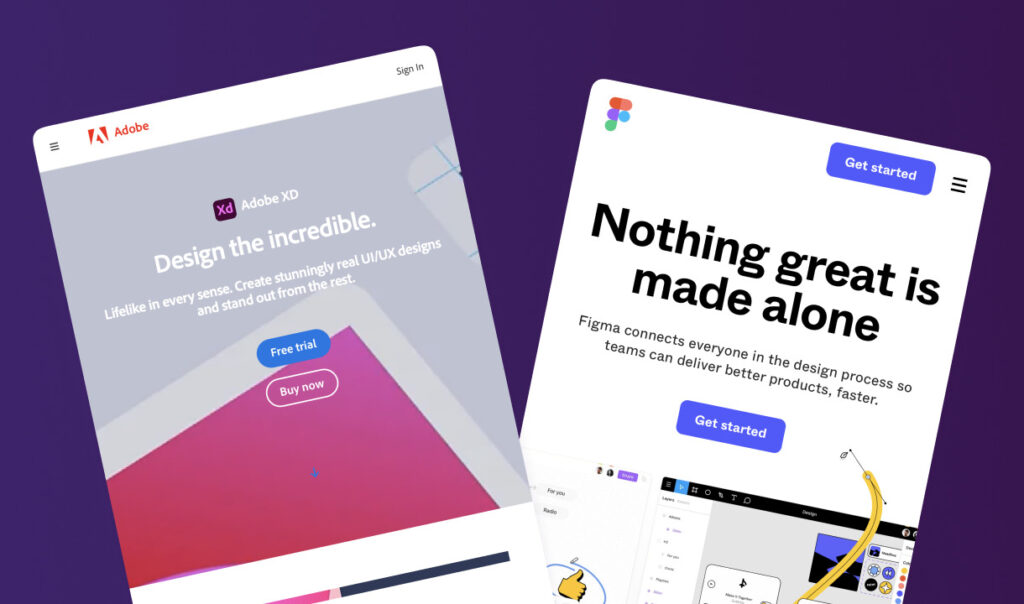 Sign In
Adobe
Xd Adobe XD
Design the incredible.
Lifelike in every sense. Create stunningly real UI/UX designs
and stand out from the rest.
Free trial
Buy now
Get started
Nothing great is
made alone
Figma connects everyone in the design process so
teams can deliver better products, faster.
Get started
Share
For you
Radio
Layers
Design